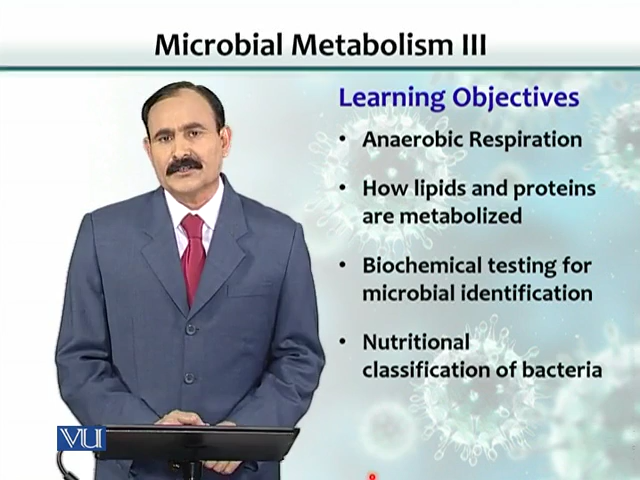 Microbial Metabolism III
Learning Objectives
• Anaerobic Respiration
• How lipids and proteins
are metabolized
• Biochemical testing for
microbial identification
• Nutritional
classification of bacteria
VU